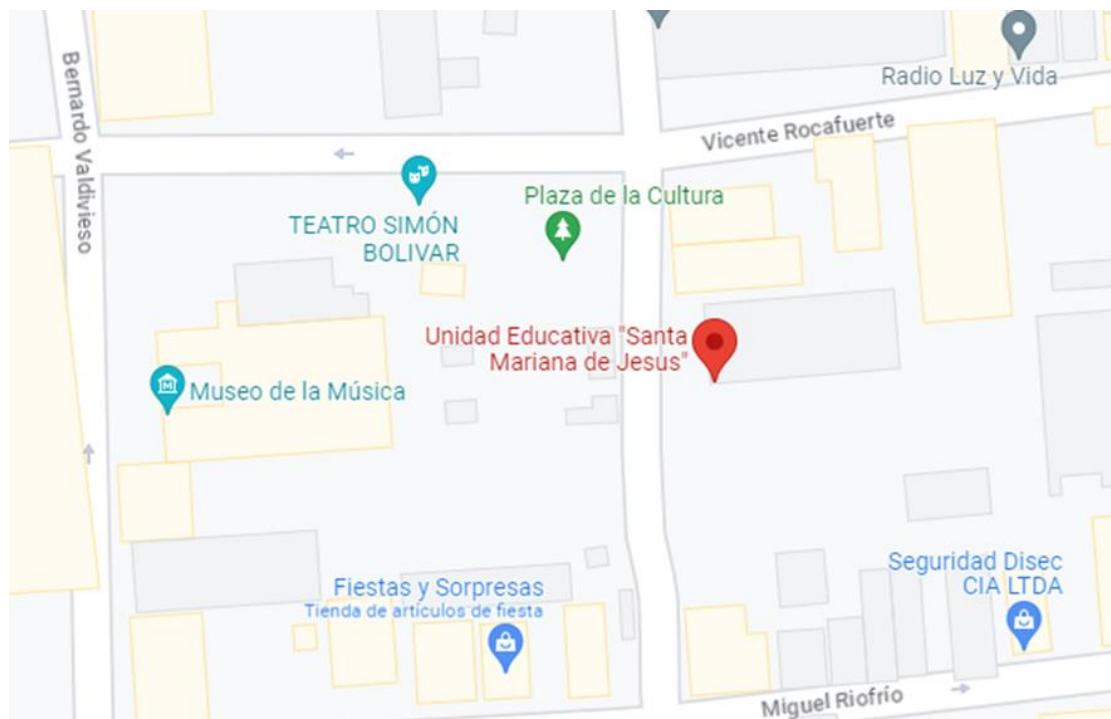 Bernardo Valdivieso
Radio Luz y Vida
Vicente Rocafuerte
Plaza de la Cultura
TEATRO SIMÓN
BOLIVAR
Unidad Educativa "Santa
Mariana de Jesus"
M
Museo de la Música
Fiestas y Sorpresas
Tienda de artículos de fiesta
Seguridad Disec
CIA LTDA
Miguel Riofrío